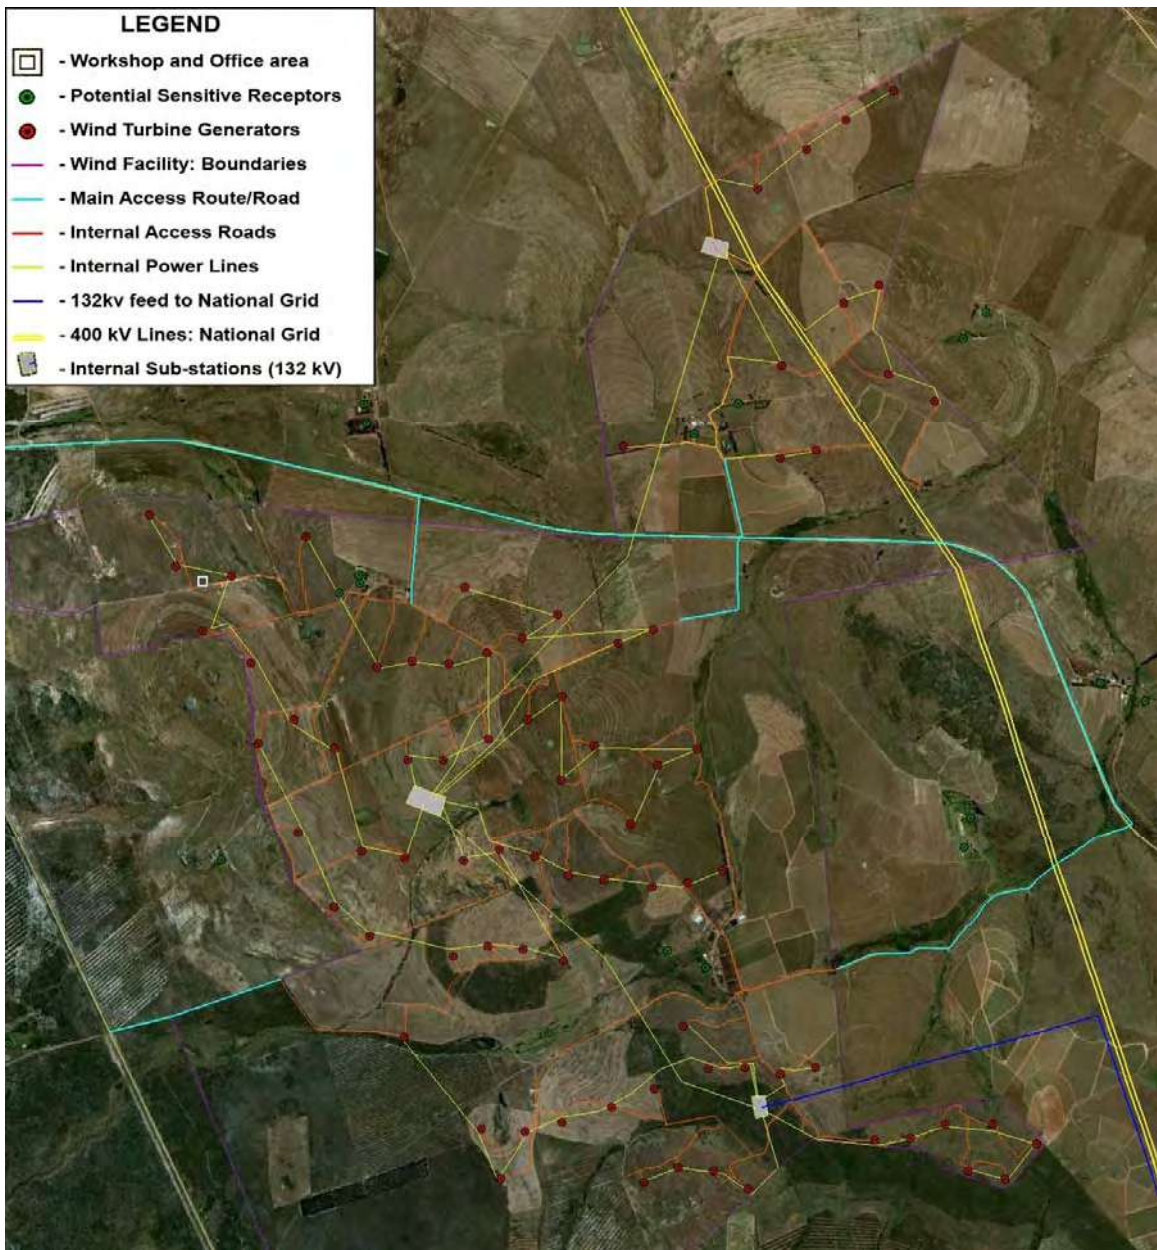 LEGEND
- Workshop and Office area
- Potential Sensitive Receptors
- Wind Turbine Generators
- Wind Facility: Boundaries
- Main Access Route/Road
- Internal Access Roads
- Internal Power Lines
- 132kv feed to National Grid
- 400 kV Lines: National Grid
- Internal Sub-stations (132 kV)